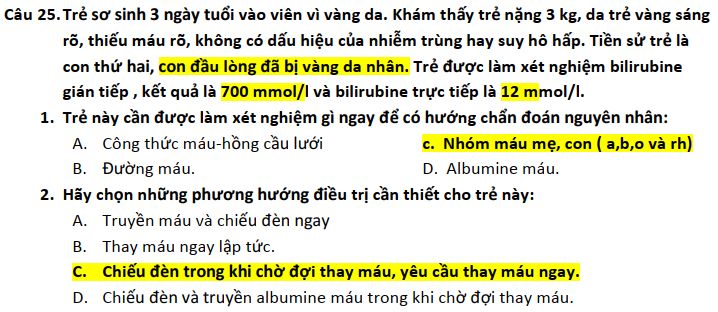 Câu 25. Trẻ sơ sinh 3 ngày tuổi vào viên vì vàng da. Khám thấy trẻ nặng 3 kg, da trẻ vàng sáng
rõ, thiếu máu rõ, không có dấu hiệu của nhiễm trùng hay suy hô hấp. Tiền sử trẻ là
con thứ hai, con đầu lòng đã bị vàng da nhân. Trẻ được làm xét nghiệm bilirubine
gián tiếp , kết quả là 700 mmol/l và bilirubine trực tiếp là 12 mmol/l.
1. Trẻ này cần được làm xét nghiệm gì ngay để có hướng chẩn đoán nguyên nhân:
A. Công thức máu-hồng cầu lưới c. Nhóm máu mẹ, con ( a,b,o và rh)
B. Đường máu. D. Albumine máu.
2. Hãy chọn những phương hướng điều trị cần thiết cho trẻ này:
A. Truyền máu và chiếu đèn ngay
B. Thay máu ngay lập tức.
C. Chiếu đèn trong khi chờ đợi thay máu, yêu cầu thay máu ngay.
D. Chiếu đèn và truyền albumine máu trong khi chờ đợi thay máu.